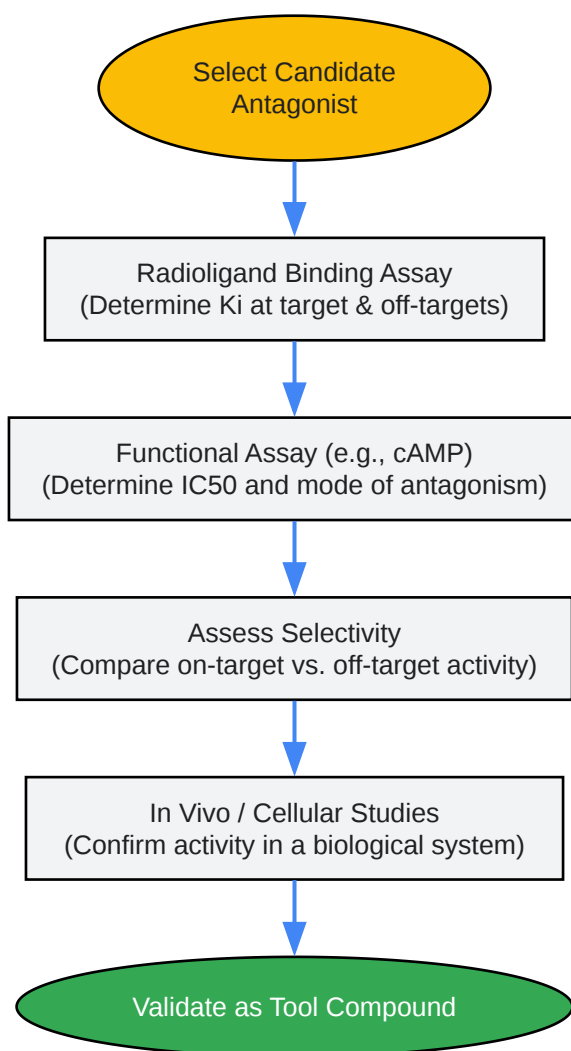 Select Candidate
Antagonist
Radioligand Binding Assay
(Determine Ki at target & off-targets)
Functional Assay (e.g., cAMP)
(Determine IC50 and mode of antagonism)
Assess Selectivity
(Compare on-target vs. off-target activity)
In Vivo / Cellular Studies
(Confirm activity in a biological system)
Validate as Tool Compound